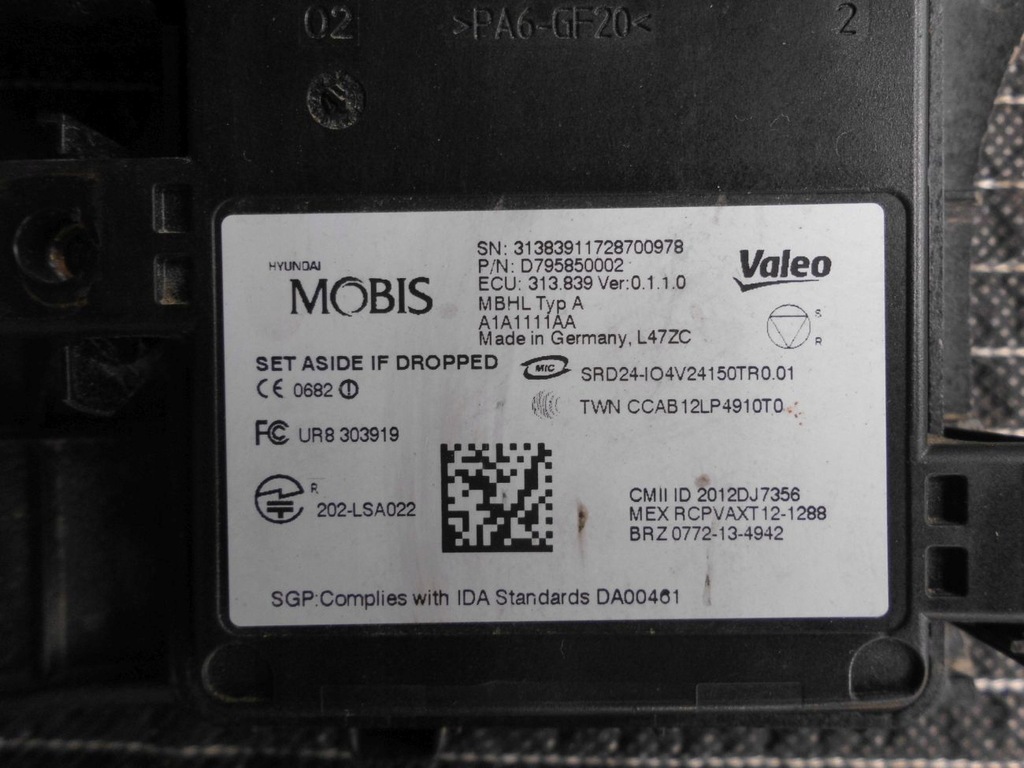 02 >PA6-GF20< 2
HYUNDAI
MOBIS
SN: 31383911728700978
P/N: D795850002
ECU: 313.839 Ver:0.1.1.0
MBHL Typ A
A1A1111AA
Made in Germany, L47ZC
Valeo
S
R
SET ASIDE IF DROPPED
CE 0682
MIC SRD24-IO4V24150TR0.01
TWN CCAB12LP4910T0
FC UR8 303919
R 202-LSA022
CMII ID 2012DJ7356
MEX RCPVAXT12-1288
BRZ 0772-13-4942
SGP:Complies with IDA Standards DA00461